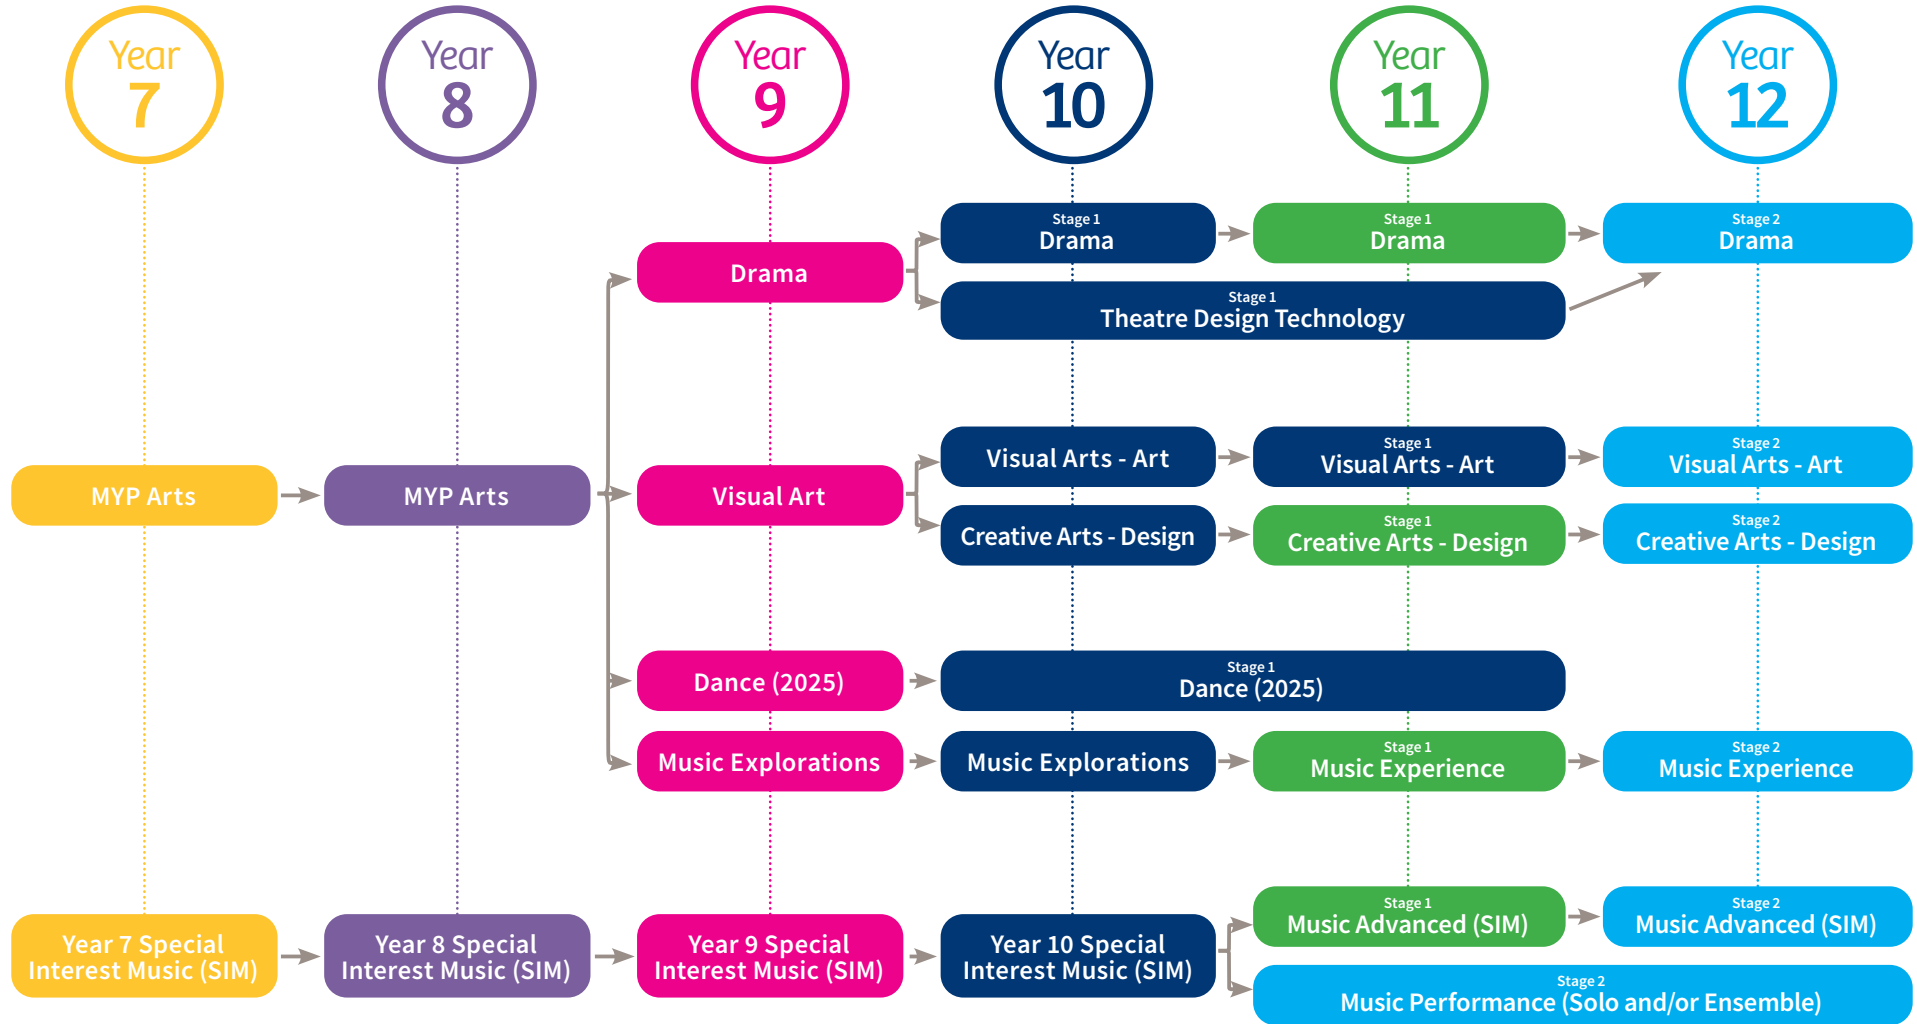 Year
7
Year
8
Year
9
Year
10
Year
11
Year
12
Stage 1
Drama
Stage 1
Drama
Stage 2
Drama
Drama
Stage 1
Theatre Design Technology
MYP Arts
MYP Arts
Visual Art
Visual Arts - Art
Stage 1
Visual Arts - Art
Stage 2
Visual Arts - Art
Creative Arts - Design
Stage 1
Creative Arts - Design
Stage 2
Creative Arts - Design
Dance (2025)
Stage 1
Dance (2025)
Music Explorations
Music Explorations
Stage 1
Music Experience
Stage 2
Music Experience
Year 7 Special
Interest Music (SIM)
Year 8 Special
Interest Music (SIM)
Year 9 Special
Interest Music (SIM)
Year 10 Special
Interest Music (SIM)
Stage 1
Music Advanced (SIM)
Stage 2
Music Advanced (SIM)
Stage 2
Music Performance (Solo and/or Ensemble)